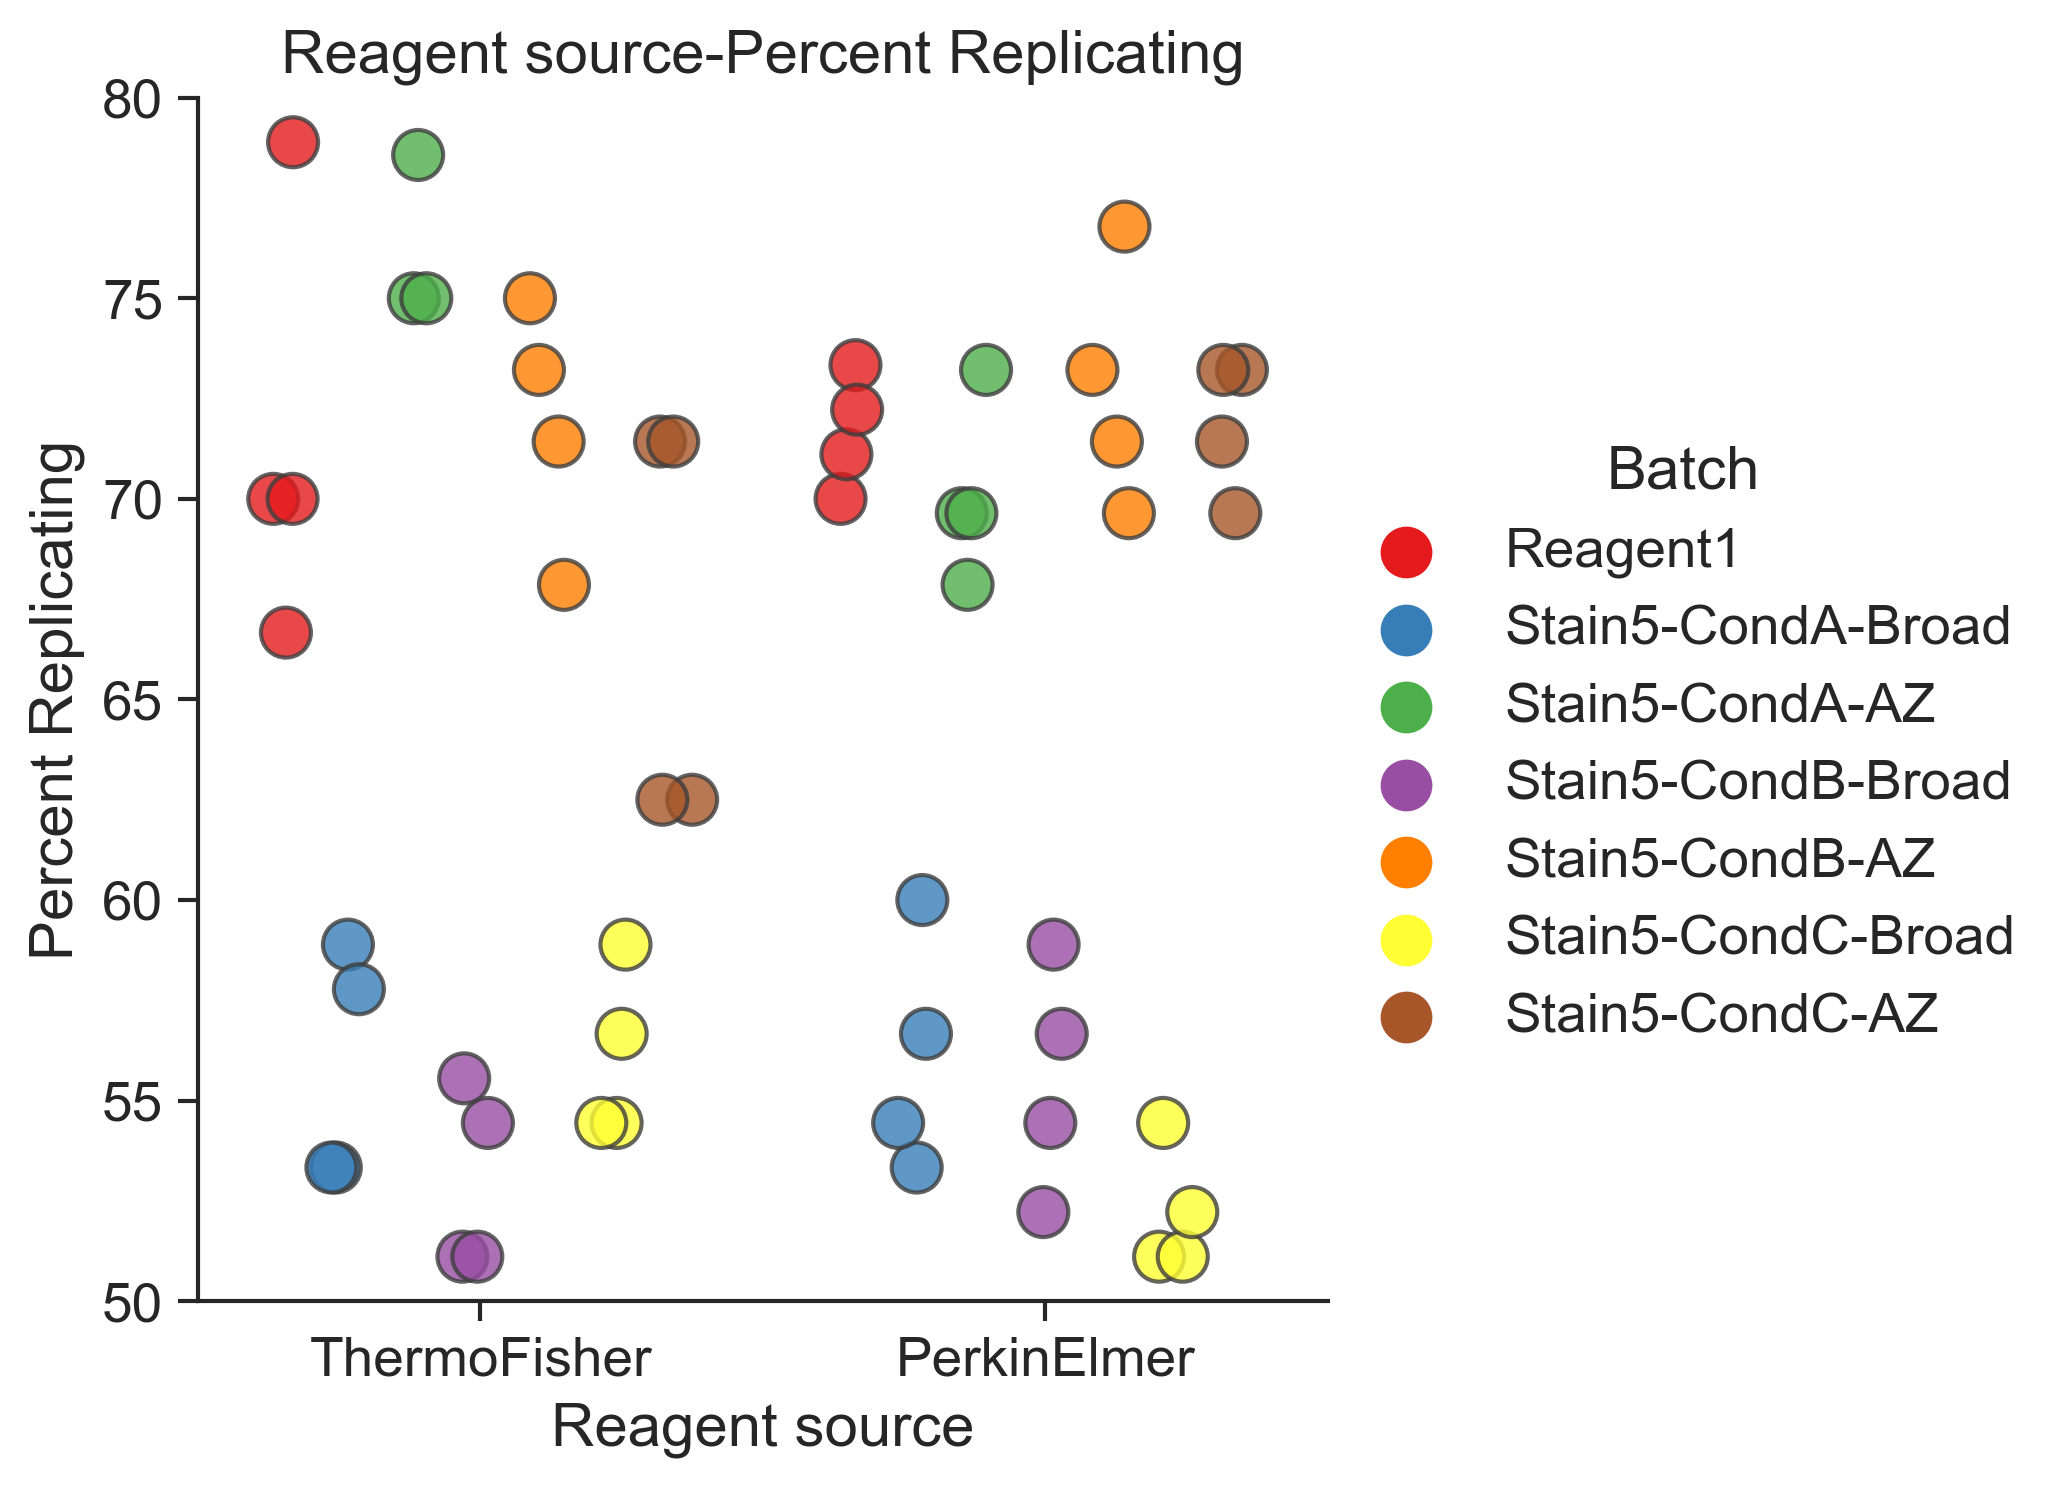 Reagent source-Percent Replicating
80
75
70
65
60
55
50
Percent Replicating
ThermoFisher
PerkinElmer
Reagent source
Batch
Reagent1
Stain5-CondA-Broad
Stain5-CondA-AZ
Stain5-CondB-Broad
Stain5-CondB-AZ
Stain5-CondC-Broad
Stain5-CondC-AZ